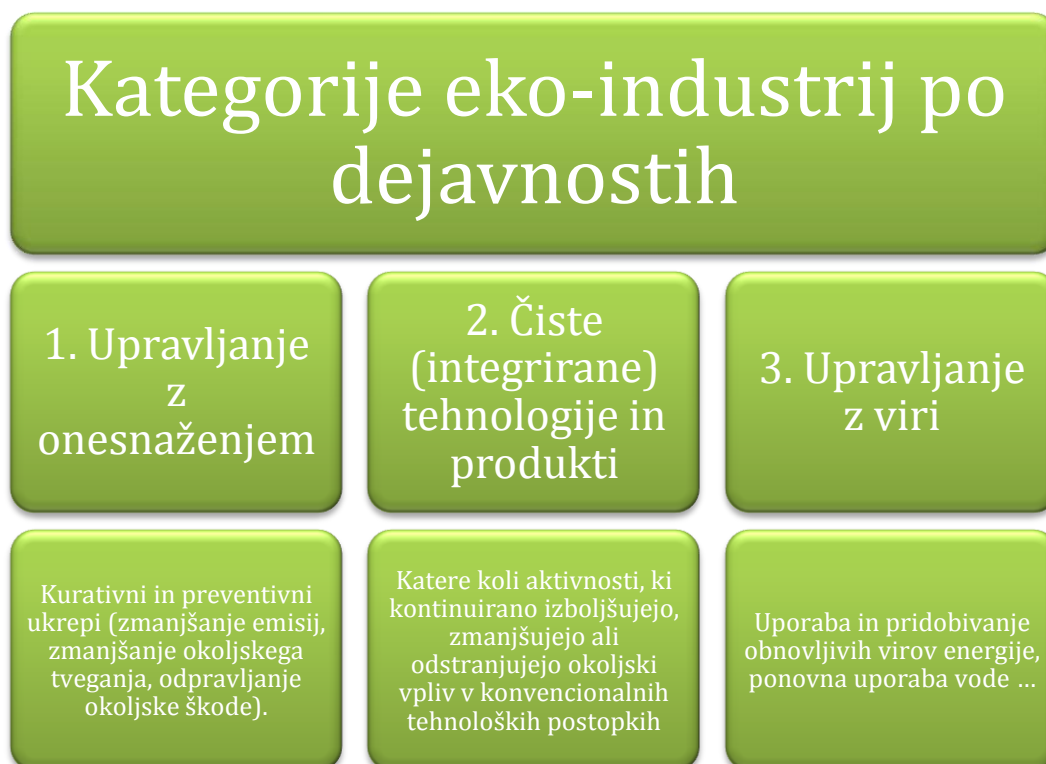 Kategorije eko-industrij po
dejavnostih
1. Upravljanje
z
onesnaženjem
2. Čiste
(integrirane)
tehnologije in
produkti
3. Upravljanje
z viri
Kurativni in preventivni
ukrepi (zmanjšanje emisij,
zmanjšanje okoljskega
tveganja, odpravljanje
okoljske škode).
Katere koli aktivnosti, ki
kontinuirano izboljšujejo,
zmanjšujejo ali
odstranjujejo okoljski
vpliv v konvencionalnih
tehnoloških postopkih
Uporaba in pridobivanje
obnovljivih virov energije,
ponovna uporaba vode ...